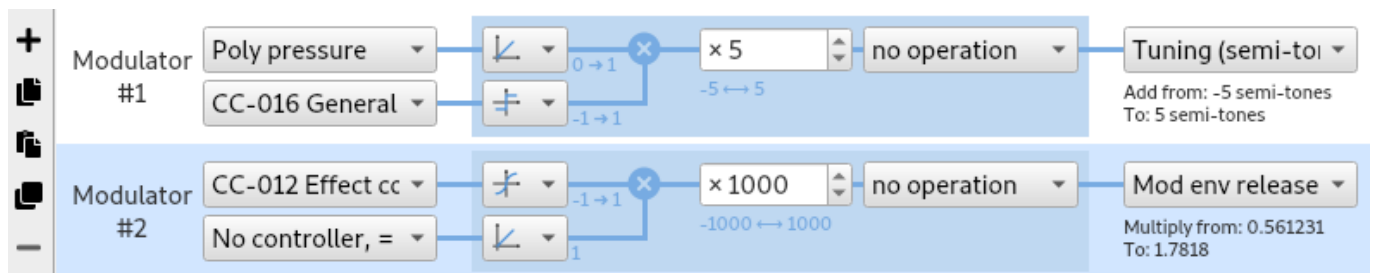 Modulator
#1
Poly pressure
CC-016 General
0→1
-1→1
× 5
-5⟷5
no operation
Tuning (semi-to
Add from: -5 semi-tones
To: 5 semi-tones
Modulator
#2
CC-012 Effect cc
No controller, =
-1→1
1
× 1000
-1000⟷1000
no operation
Mod env release
Multiply from: 0.561231
To: 1.7818